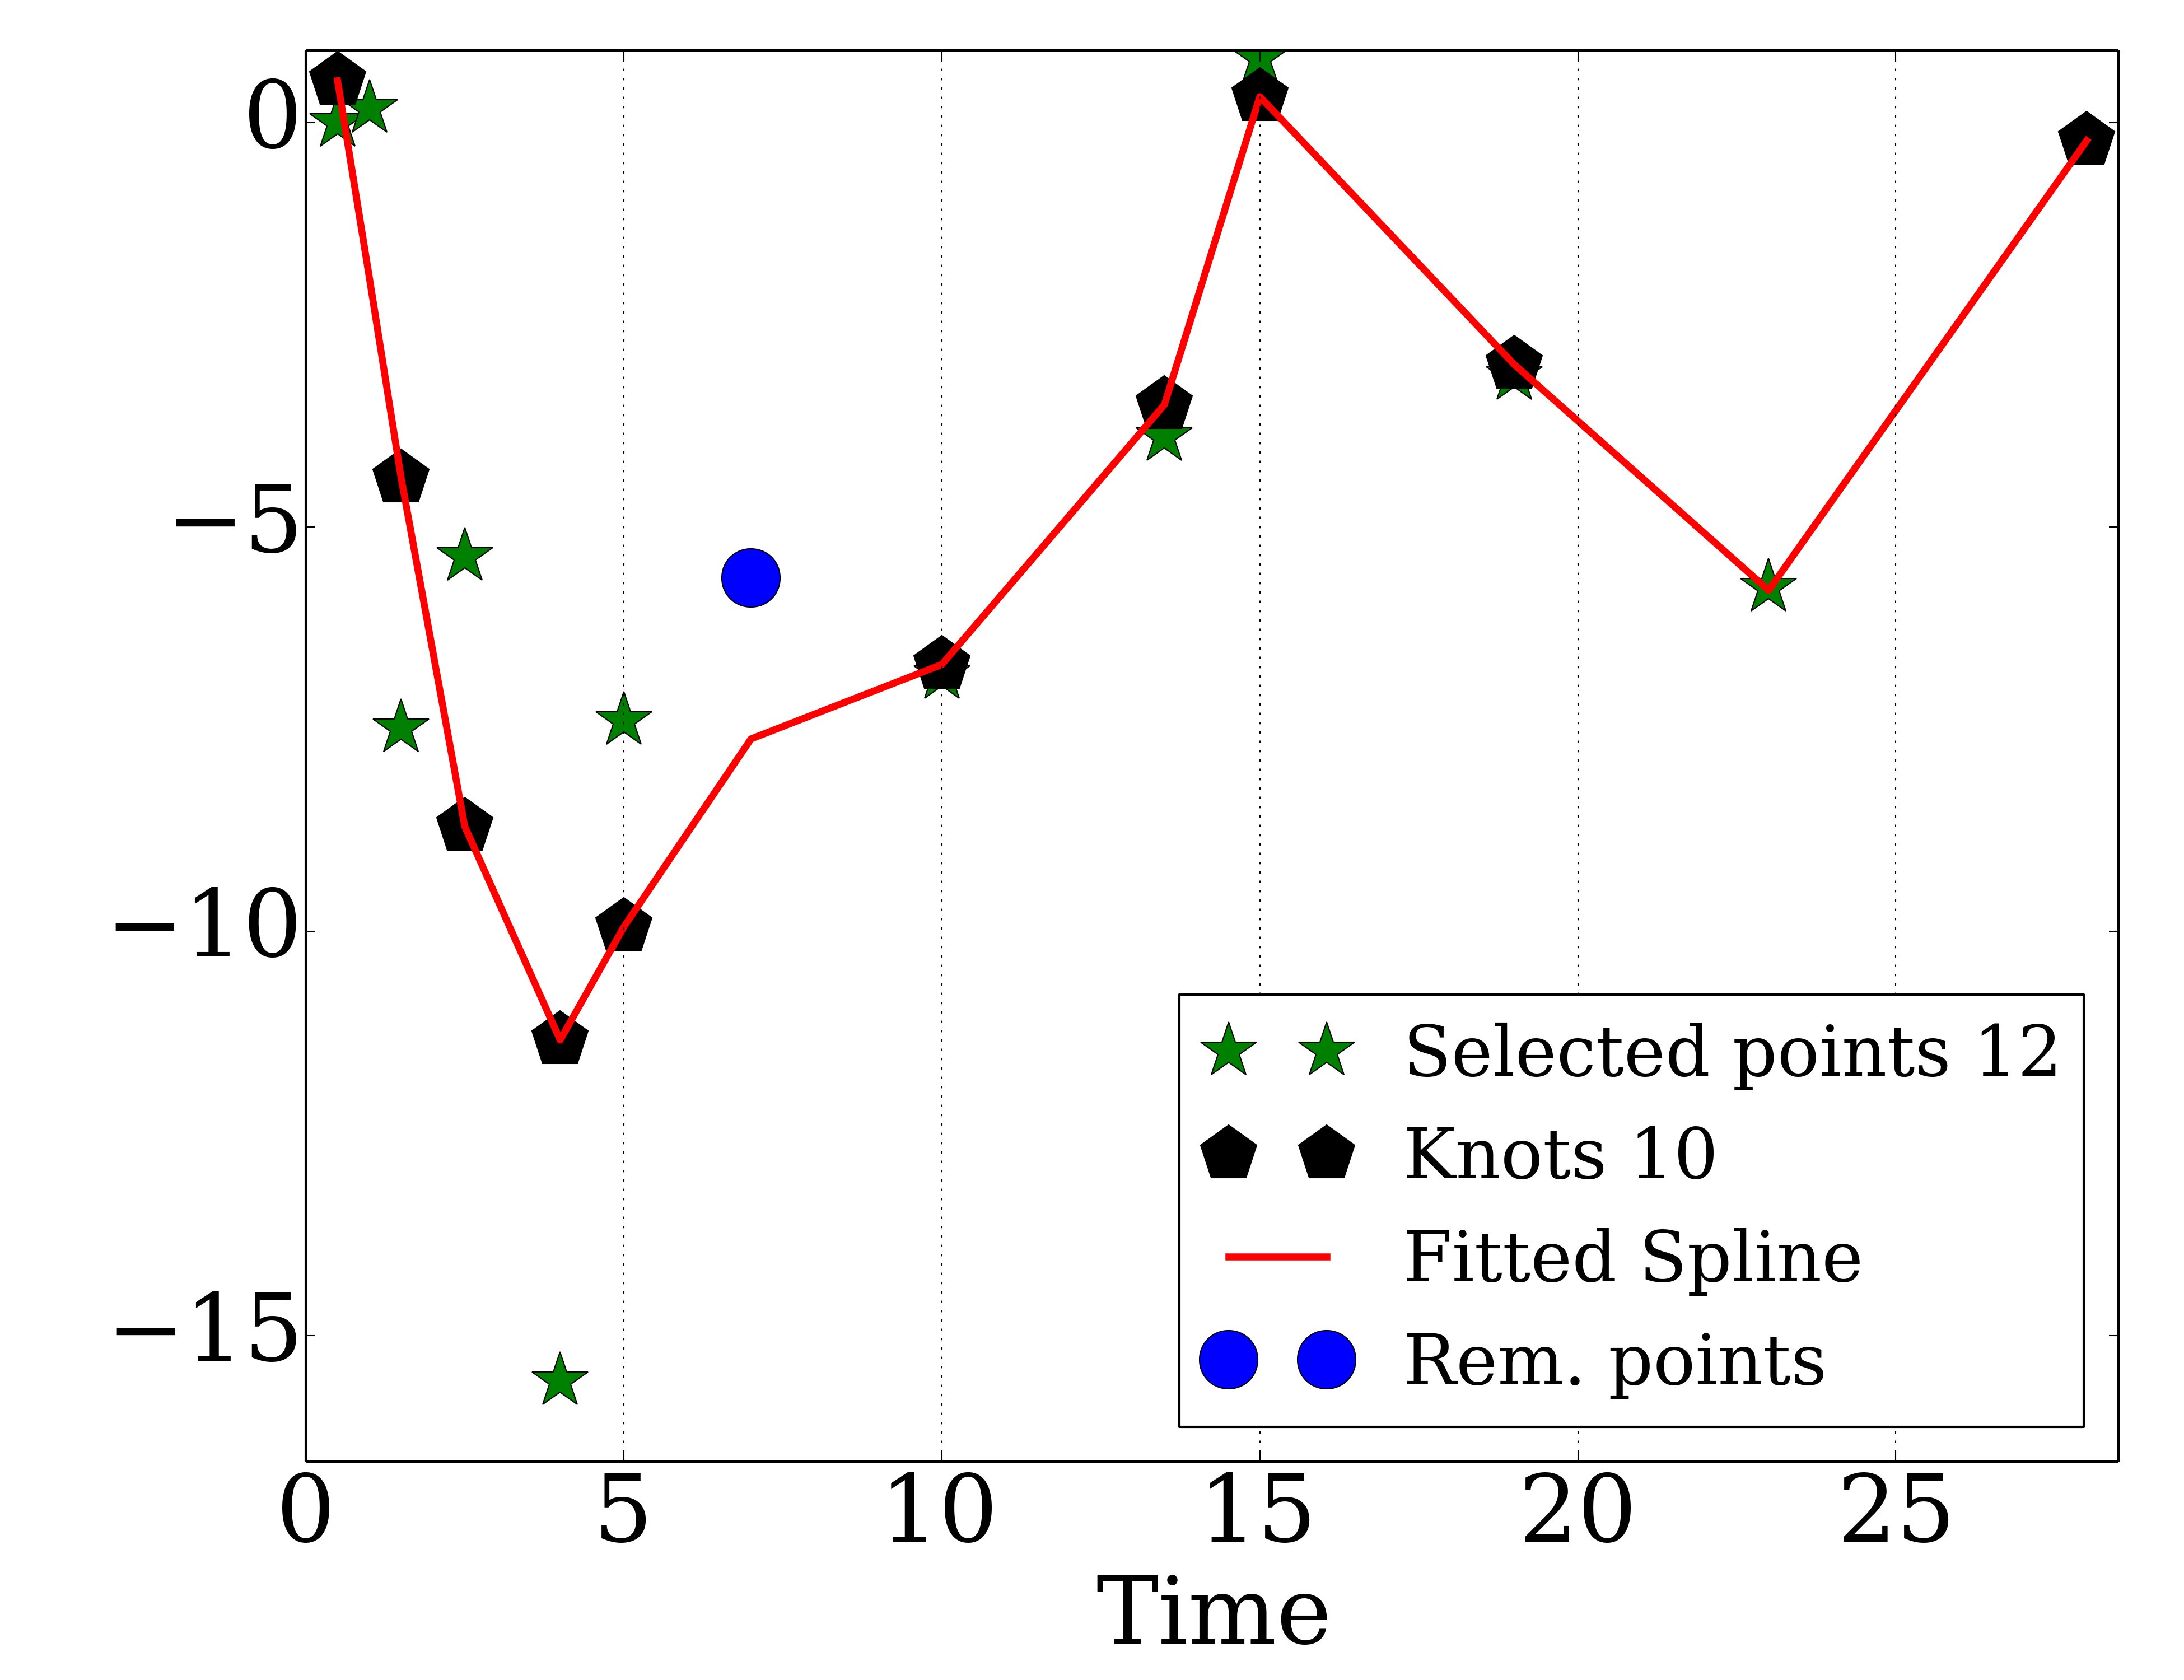 0
−5
−10
−15
Selected points 12
Knots 10
Fitted Spline
Rem. points
0 5 10 15 20 25
Time